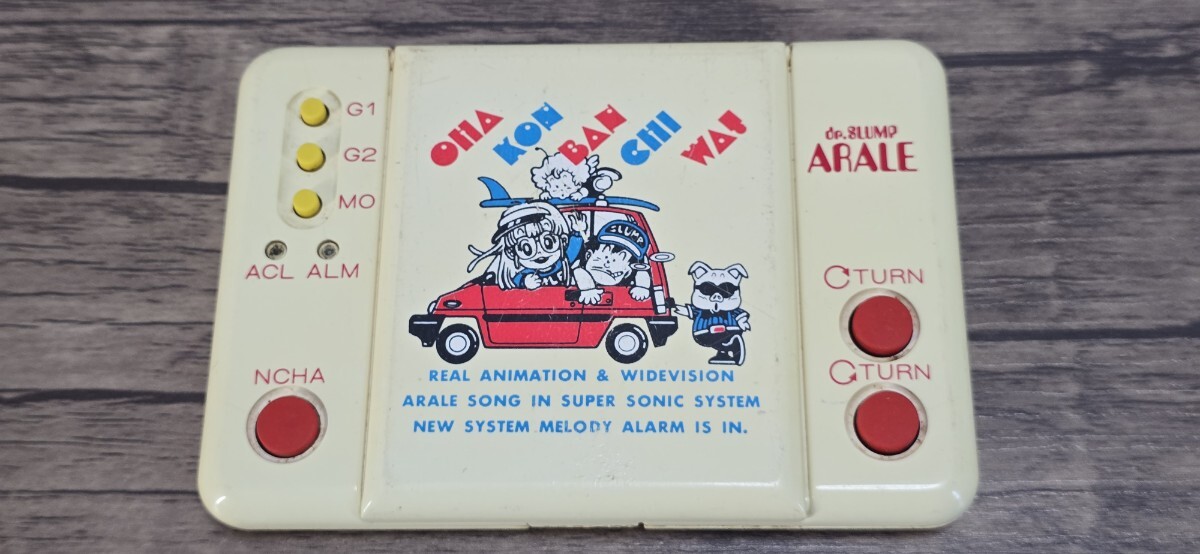 G1
G2
MO
ACL ALM
NCHA
OHA KON BAN CHI WA!
SLUMP
REAL ANIMATION & WIDEVISION
ARALE SONG IN SUPER SONIC SYSTEM
NEW SYSTEM MELODY ALARM IS IN.
dr.SLUMP
ARALE
TURN
TURN